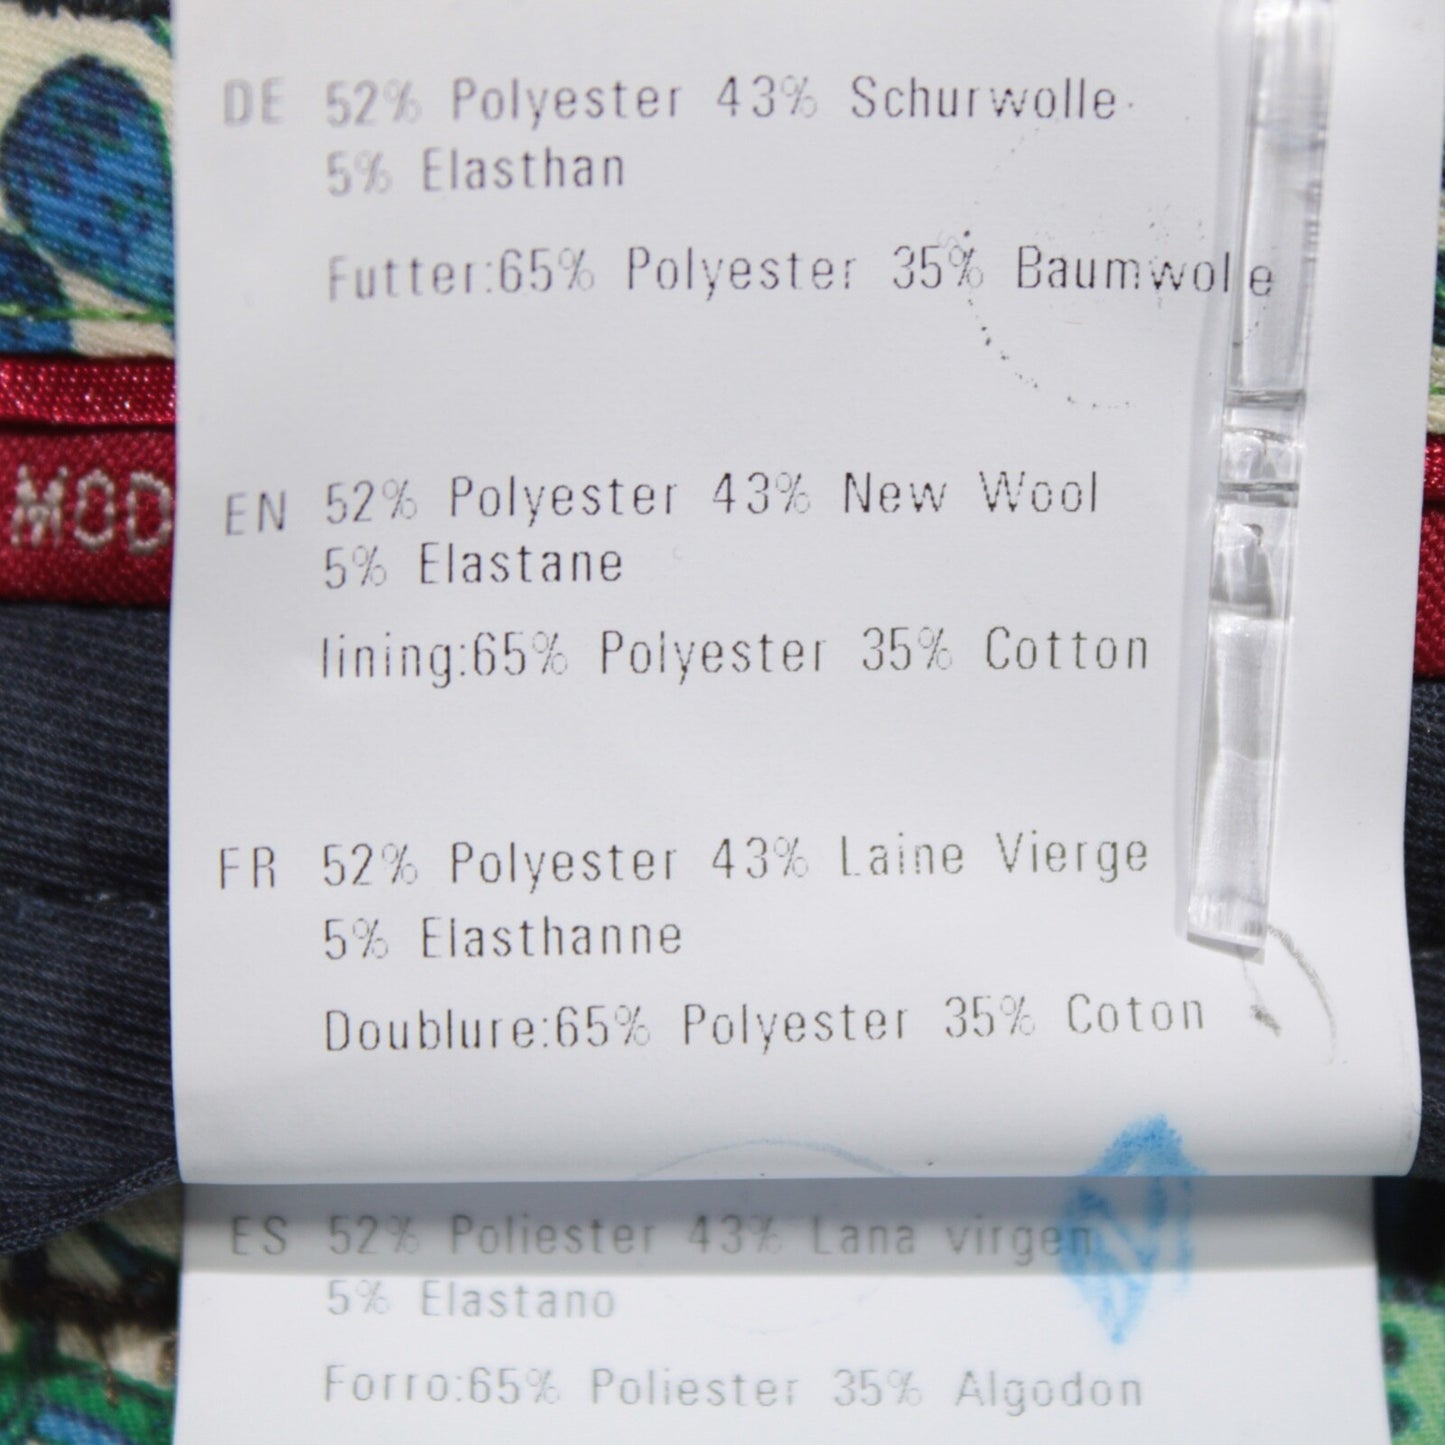 DE 52% Polyester 43% Schurwolle
5% Elasthan
Futter:65% Polyester 35% Baumwolle
MOD
EN 52% Polyester 43% New Wool
5% Elastane
lining:65% Polyester 35% Cotton
FR 52% Polyester 43% Laine Vierge
5% Elasthanne
Doublure:65% Polyester 35% Coton
ES 52% Poliester 43% Lana virgen
5% Elastano
Forro:65% Poliester 35% Algodon